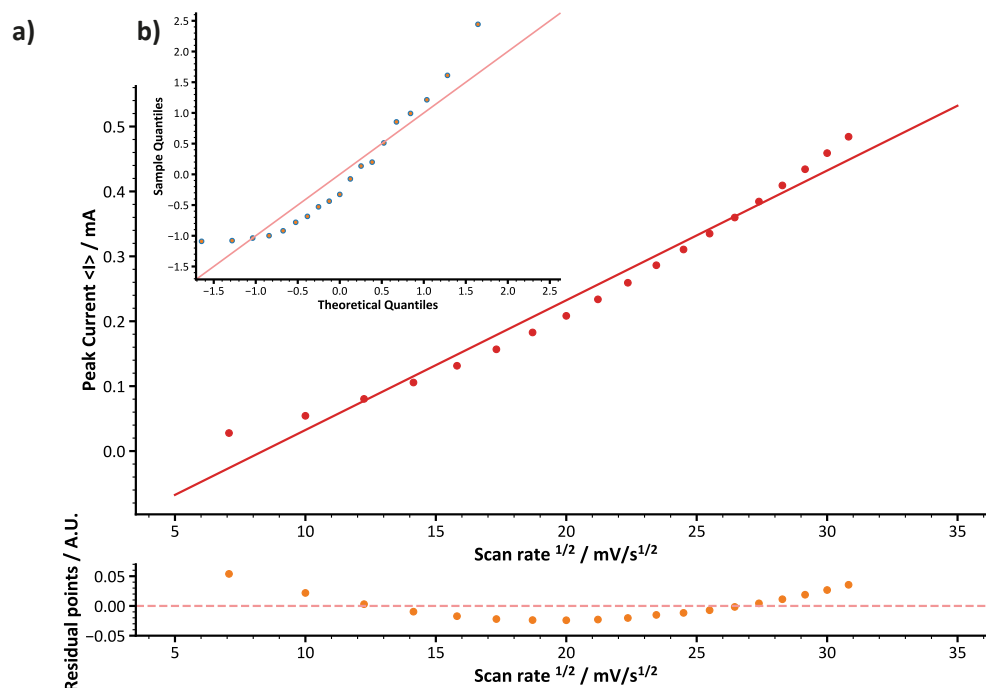 a)
b)
2.5
2.0
1.5
1.0
0.5
0.0
−0.5
−1.0
−1.5
Sample Quantiles
−1.5 −1.0 −0.5 0.0 0.5 1.0 1.5 2.0 2.5
Theoretical Quantiles
0.5
0.4
0.3
0.2
0.1
0.0
Peak Current <I> / mA
5 10 15 20 25 30 35
Scan rate 1/2 / mV/s1/2
0.05
0.00
−0.05
Residual points / A.U.
5 10 15 20 25 30 35
Scan rate 1/2 / mV/s1/2